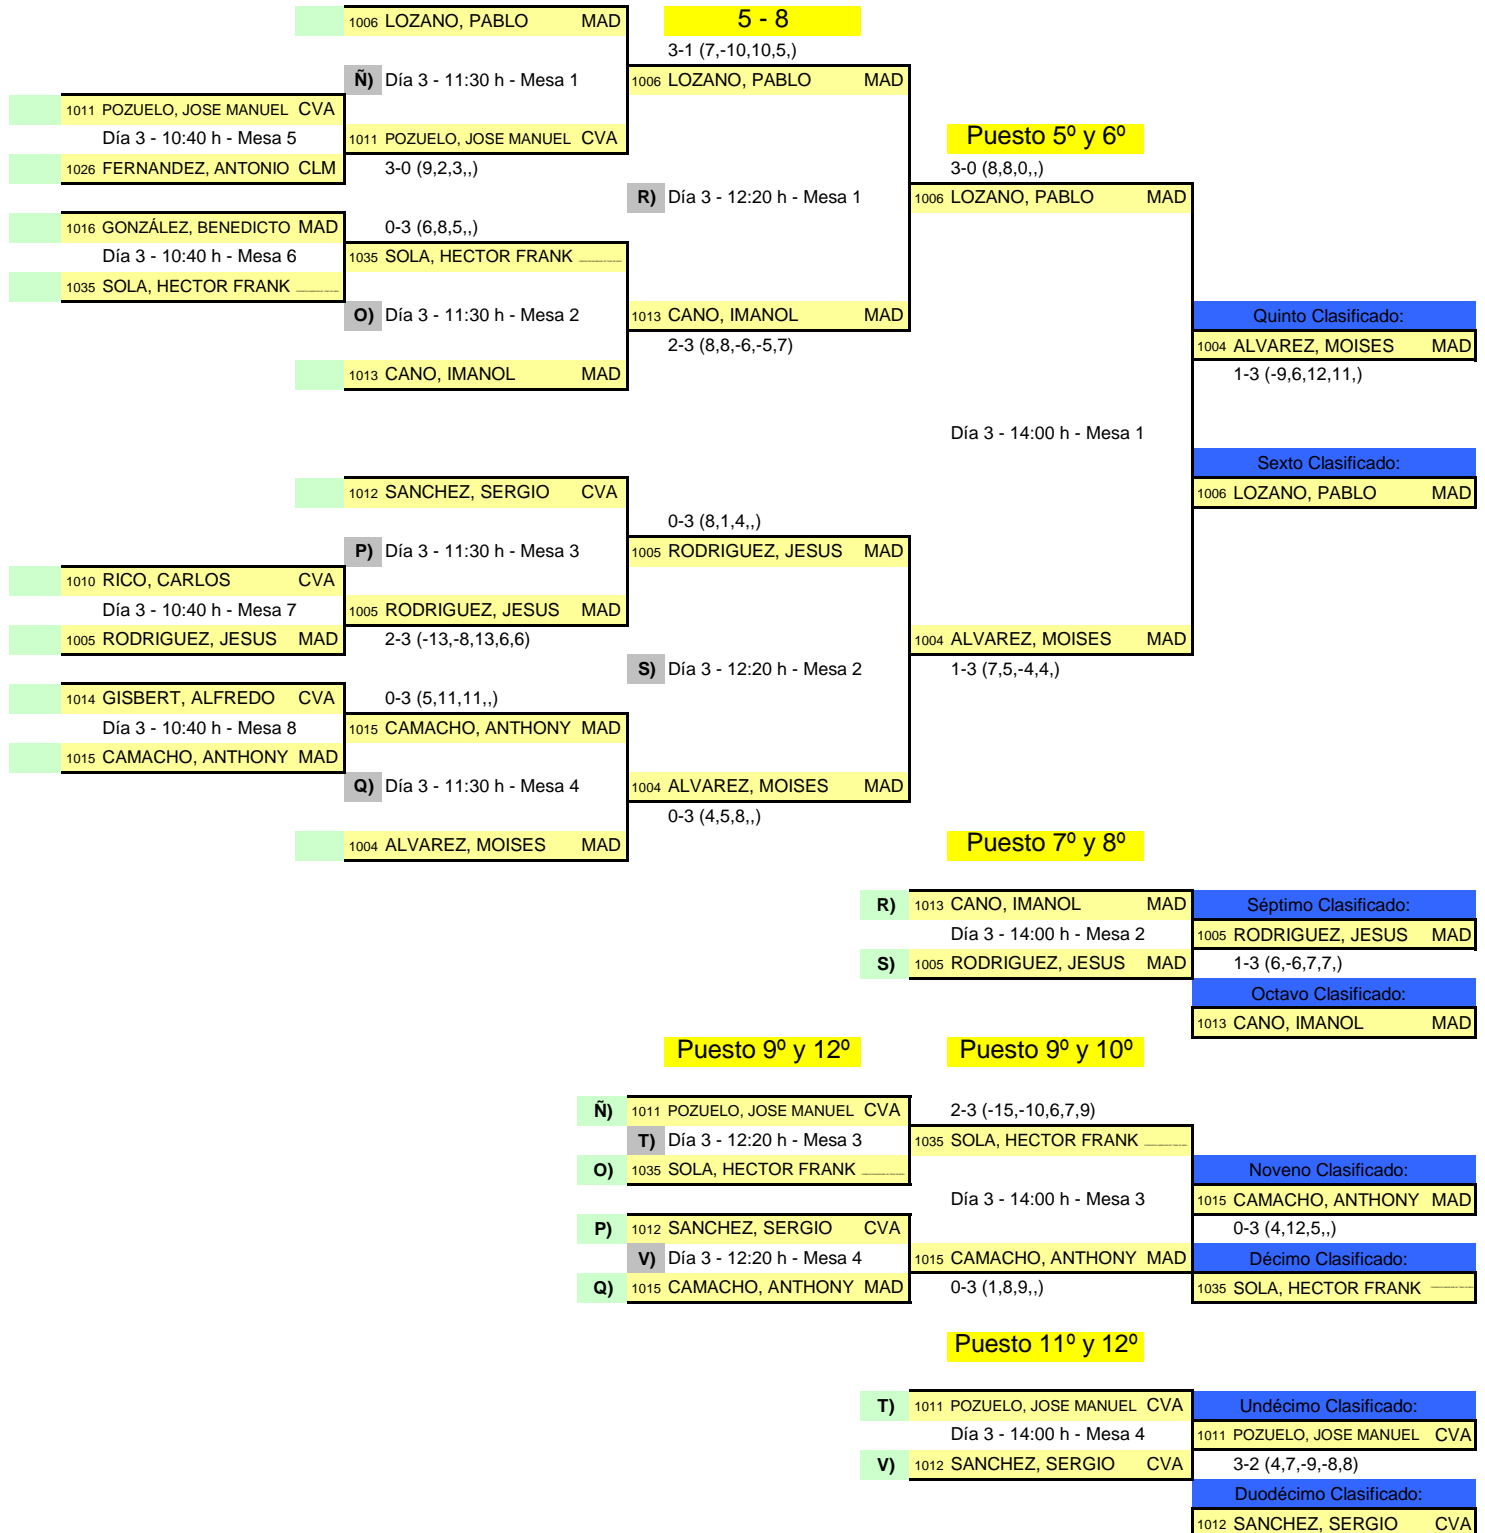 1006 LOZANO, PABLO MAD 5 - 8
3-1 (7,-10,10,5,)
Ñ) Día 3 - 11:30 h - Mesa 1 1006 LOZANO, PABLO MAD
1011 POZUELO, JOSE MANUEL CVA
Día 3 - 10:40 h - Mesa 5 1011 POZUELO, JOSE MANUEL CVA Puesto 5º y 6º
1026 FERNANDEZ, ANTONIO CLM 3-0 (9,2,3,,) 3-0 (8,8,0,,)
R) Día 3 - 12:20 h - Mesa 1 1006 LOZANO, PABLO MAD
1016 GONZÁLEZ, BENEDICTO MAD 0-3 (6,8,5,,)
Día 3 - 10:40 h - Mesa 6 1035 SOLA, HECTOR FRANK
1035 SOLA, HECTOR FRANK
O) Día 3 - 11:30 h - Mesa 2 1013 CANO, IMANOL MAD Quinto Clasificado:
2-3 (8,8,-6,-5,7) 1004 ALVAREZ, MOISES MAD
1013 CANO, IMANOL MAD 1-3 (-9,6,12,11,)
Día 3 - 14:00 h - Mesa 1
Sexto Clasificado:
1012 SANCHEZ, SERGIO CVA 1006 LOZANO, PABLO MAD
0-3 (8,1,4,,)
P) Día 3 - 11:30 h - Mesa 3 1005 RODRIGUEZ, JESUS MAD
1010 RICO, CARLOS CVA
Día 3 - 10:40 h - Mesa 7 1005 RODRIGUEZ, JESUS MAD
1005 RODRIGUEZ, JESUS MAD 2-3 (-13,-8,13,6,6) 1004 ALVAREZ, MOISES MAD
S) Día 3 - 12:20 h - Mesa 2 1-3 (7,5,-4,4,)
1014 GISBERT, ALFREDO CVA 0-3 (5,11,11,,)
Día 3 - 10:40 h - Mesa 8 1015 CAMACHO, ANTHONY MAD
1015 CAMACHO, ANTHONY MAD
Q) Día 3 - 11:30 h - Mesa 4 1004 ALVAREZ, MOISES MAD
0-3 (4,5,8,,)
1004 ALVAREZ, MOISES MAD Puesto 7º y 8º
R) 1013 CANO, IMANOL MAD Séptimo Clasificado:
Día 3 - 14:00 h - Mesa 2 1005 RODRIGUEZ, JESUS MAD
S) 1005 RODRIGUEZ, JESUS MAD 1-3 (6,-6,7,7,)
Octavo Clasificado:
1013 CANO, IMANOL MAD
Puesto 9º y 12º Puesto 9º y 10º
Ñ) 1011 POZUELO, JOSE MANUEL CVA 2-3 (-15,-10,6,7,9)
T) Día 3 - 12:20 h - Mesa 3 1035 SOLA, HECTOR FRANK
O) 1035 SOLA, HECTOR FRANK Noveno Clasificado:
Día 3 - 14:00 h - Mesa 3 1015 CAMACHO, ANTHONY MAD
P) 1012 SANCHEZ, SERGIO CVA 0-3 (4,12,5,,)
V) Día 3 - 12:20 h - Mesa 4 1015 CAMACHO, ANTHONY MAD Décimo Clasificado:
Q) 1015 CAMACHO, ANTHONY MAD 0-3 (1,8,9,,) 1035 SOLA, HECTOR FRANK
Puesto 11º y 12º
T) 1011 POZUELO, JOSE MANUEL CVA Undécimo Clasificado:
Día 3 - 14:00 h - Mesa 4 1011 POZUELO, JOSE MANUEL CVA
V) 1012 SANCHEZ, SERGIO CVA 3-2 (4,7,-9,-8,8)
Duodécimo Clasificado:
1012 SANCHEZ, SERGIO CVA